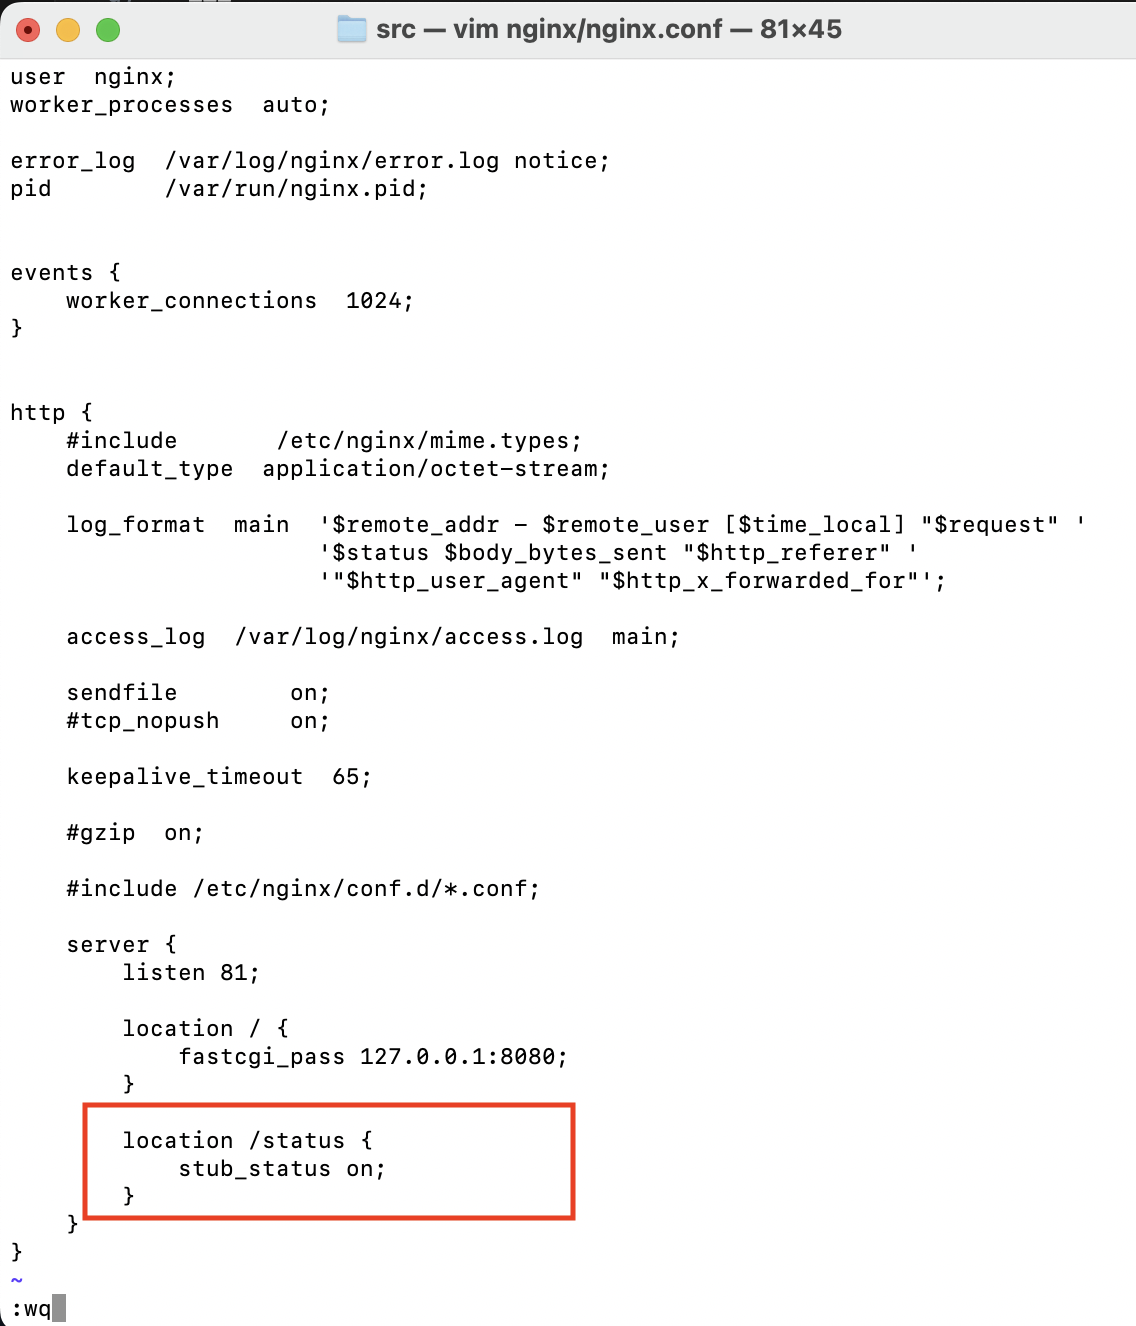 src — vim nginx/nginx.conf — 81×45
user  nginx;
worker_processes  auto;
error_log  /var/log/nginx/error.log notice;
pid        /var/run/nginx.pid;
events {
    worker_connections  1024;
}
http {
    #include       /etc/nginx/mime.types;
    default_type  application/octet-stream;
    log_format  main  '$remote_addr - $remote_user [$time_local] "$request" '
                      '$status $body_bytes_sent "$http_referer" '
                      '"$http_user_agent" "$http_x_forwarded_for"';
    access_log  /var/log/nginx/access.log  main;
    sendfile        on;
    #tcp_nopush     on;
    keepalive_timeout  65;
    #gzip  on;
    #include /etc/nginx/conf.d/*.conf;
    server {
        listen 81;
        location / {
            fastcgi_pass 127.0.0.1:8080;
        }
        location /status {
            stub_status on;
        }
    }
}
~
:wq